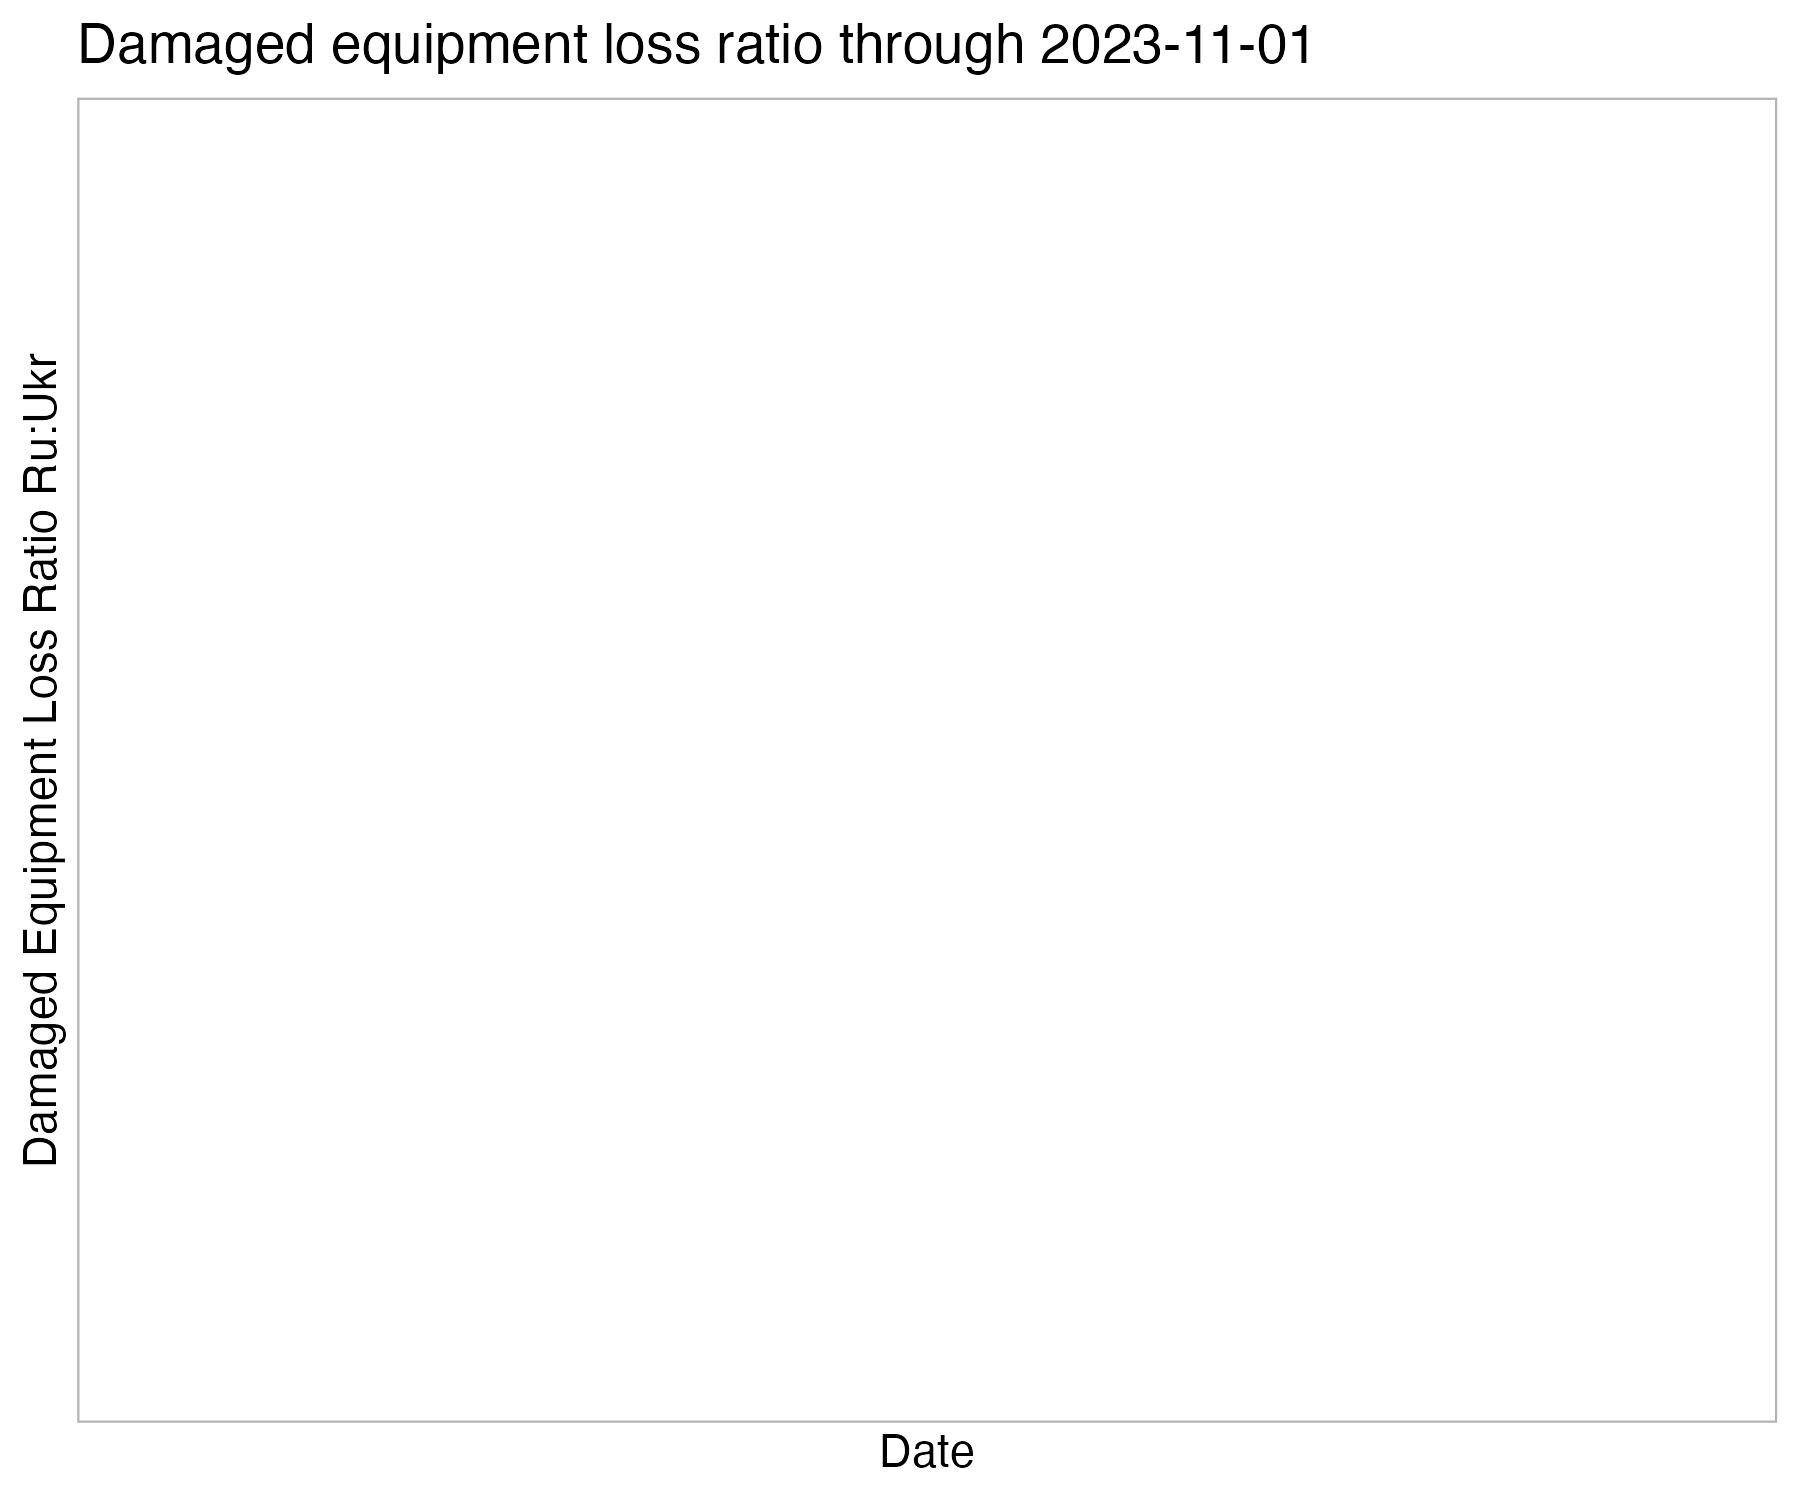 Damaged equipment loss ratio through 2023-11-01
Damaged Equipment Loss Ratio Ru:Ukr
Date